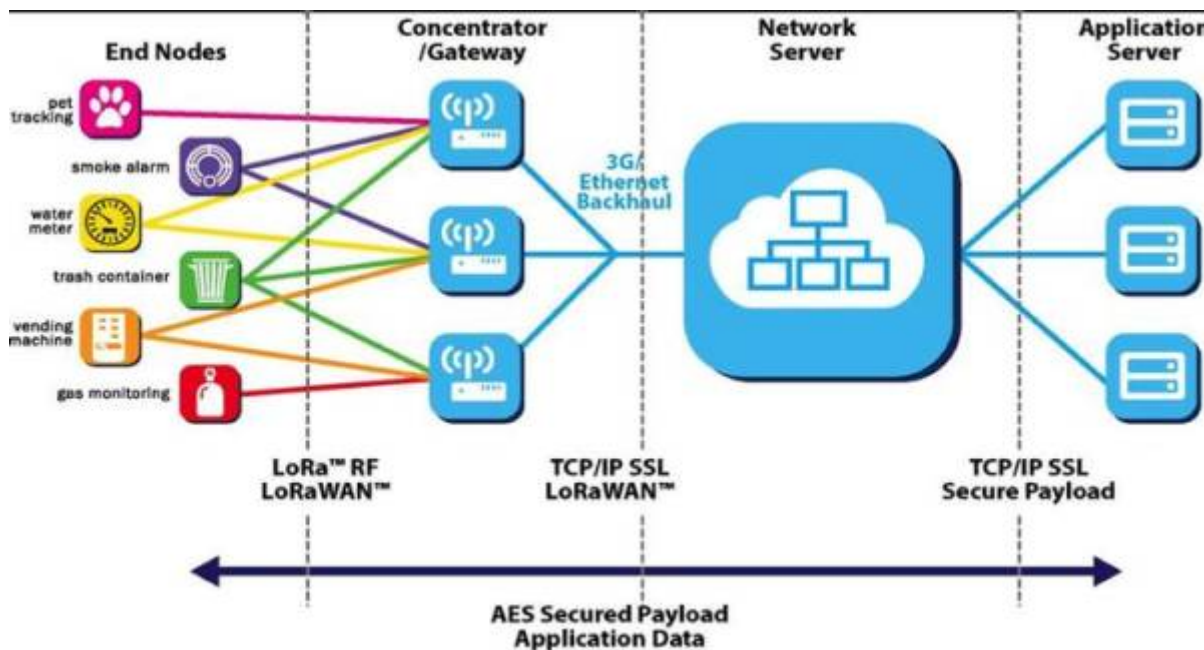 End Nodes
Concentrator
/Gateway
Network
Server
Application
Server
pet
tracking
smoke alarm
water
meter
trash container
vending
machine
gas monitoring
3G/
Ethernet
Backhaul
LoRa™ RF
LoRaWAN™
TCP/IP SSL
LoRaWAN™
TCP/IP SSL
Secure Payload
AES Secured Payload
Application Data